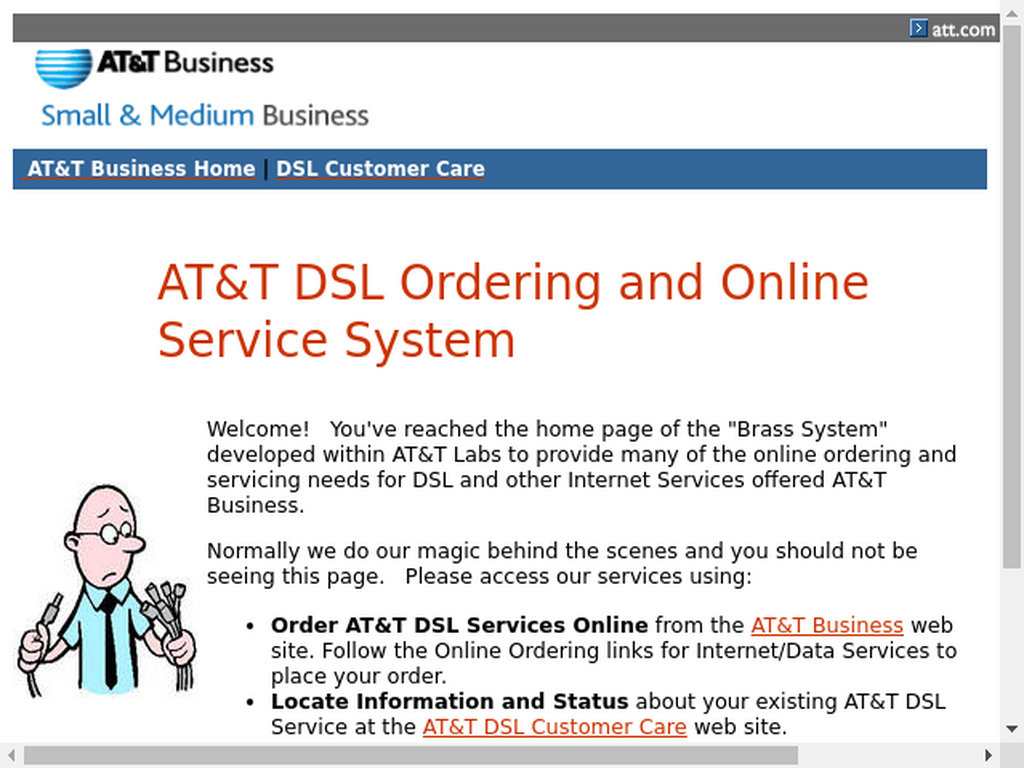 att.com
AT&T Business
Small & Medium Business
AT&T Business Home | DSL Customer Care
AT&T DSL Ordering and Online
Service System
Welcome!   You've reached the home page of the "Brass System"
developed within AT&T Labs to provide many of the online ordering and
servicing needs for DSL and other Internet Services offered AT&T
Business.
Normally we do our magic behind the scenes and you should not be
seeing this page.   Please access our services using:
• Order AT&T DSL Services Online from the AT&T Business web
site. Follow the Online Ordering links for Internet/Data Services to
place your order.
• Locate Information and Status about your existing AT&T DSL
Service at the AT&T DSL Customer Care web site.